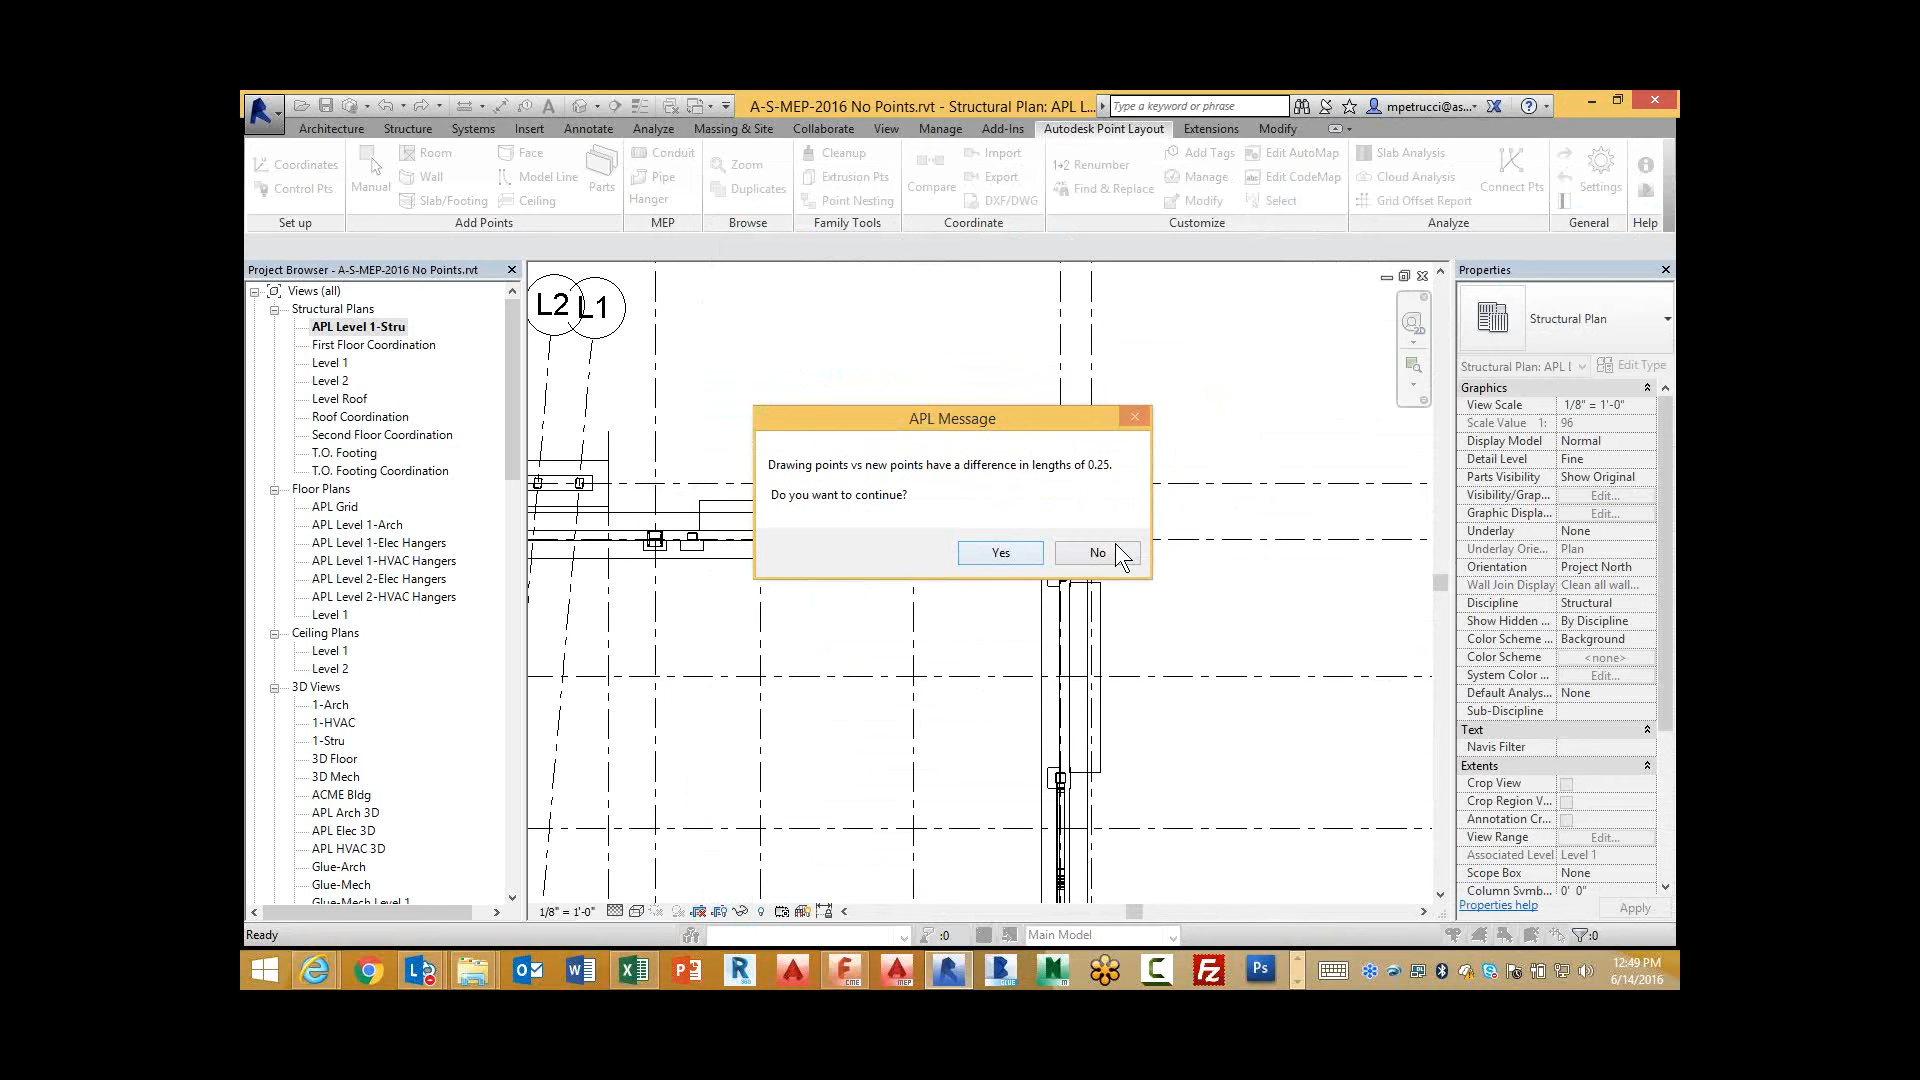 A-S-MEP-2016 No Points.rvt - Structural Plan: APL L...
Type a keyword or phrase
mpetrucci@as...
Architecture Structure Systems Insert Annotate Analyze Massing & Site Collaborate View Manage Add-Ins Autodesk Point Layout Extensions Modify
Coordinates
Control Pts
Set up
Manual
Room
Wall
Slab/Footing
Face
Model Line
Ceiling
Parts
Add Points
Conduit
Pipe
Hanger
MEP
Zoom
Duplicates
Browse
Cleanup
Extrusion Pts
Point Nesting
Family Tools
Compare
Import
Export
DXF/DWG
Coordinate
Renumber
Find & Replace
Add Tags
Manage
Modify
Edit AutoMap
Edit CodeMap
Select
Customize
Slab Analysis
Cloud Analysis
Grid Offset Report
Connect Pts
Analyze
Settings
General
Help
Project Browser - A-S-MEP-2016 No Points.rvt
Views (all)
Structural Plans
APL Level 1-Stru
First Floor Coordination
Level 1
Level 2
Level Roof
Roof Coordination
Second Floor Coordination
T.O. Footing
T.O. Footing Coordination
Floor Plans
APL Grid
APL Level 1-Arch
APL Level 1-Elec Hangers
APL Level 1-HVAC Hangers
APL Level 2-Elec Hangers
APL Level 2-HVAC Hangers
Level 1
Ceiling Plans
Level 1
Level 2
3D Views
1-Arch
1-HVAC
1-Stru
3D Floor
3D Mech
ACME Bldg
APL Arch 3D
APL Elec 3D
APL HVAC 3D
Glue-Arch
Glue-Mech
Glue-Mech Level 1
L2 L1
2D
APL Message
Drawing points vs new points have a difference in lengths of 0.25.
Do you want to continue?
Yes No
Properties
Structural Plan
Structural Plan: APL L Edit Type
Graphics
View Scale 1/8" = 1'-0"
Scale Value 1: 96
Display Model Normal
Detail Level Fine
Parts Visibility Show Original
Visibility/Grap... Edit...
Graphic Displa... Edit...
Underlay None
Underlay Orie... Plan
Orientation Project North
Wall Join Display Clean all wall...
Discipline Structural
Show Hidden ... By Discipline
Color Scheme ... Background
Color Scheme <none>
System Color ... Edit...
Default Analys... None
Sub-Discipline
Text
Navis Filter
Extents
Crop View
Crop Region V...
Annotation Cr...
View Range Edit...
Associated Level Level 1
Scope Box None
Column Symb... 0' 0"
Properties help Apply
1/8" = 1'-0"
Ready :0 Main Model :0
12:49 PM
6/14/2016